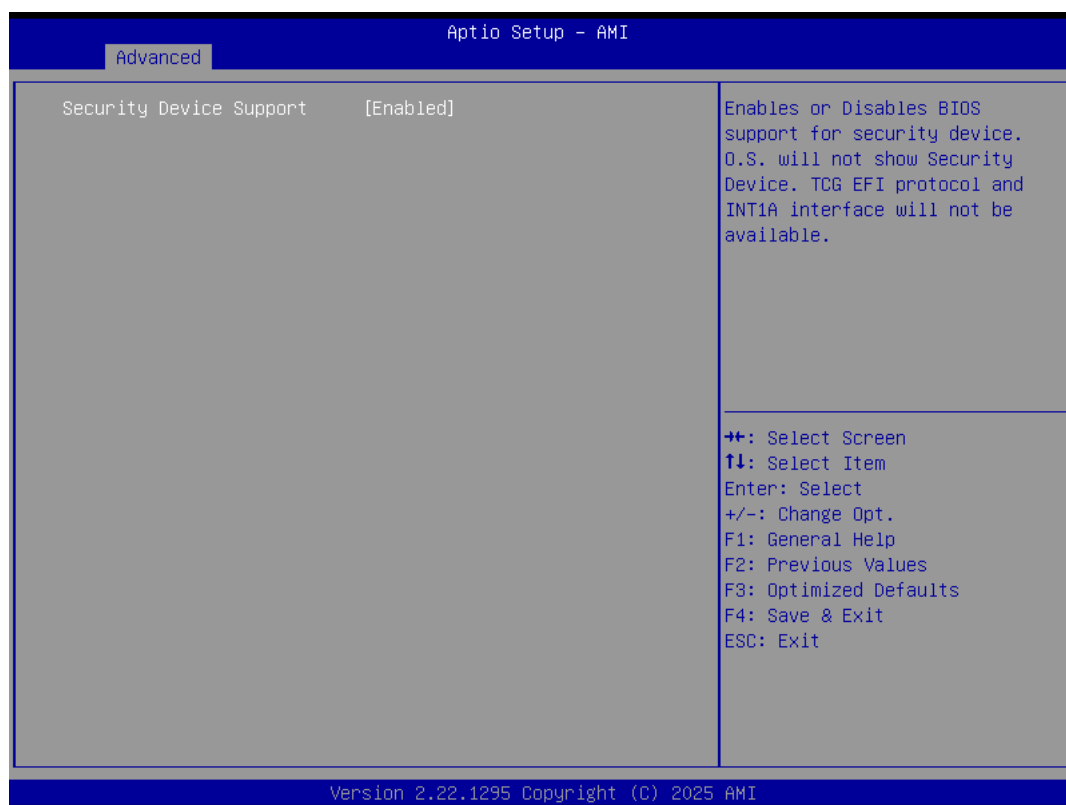 Aptio Setup – AMI
Advanced
Security Device Support [Enabled]
Enables or Disables BIOS
support for security device.
O.S. will not show Security
Device. TCG EFI protocol and
INT1A interface will not be
available.
→←: Select Screen
↑↓: Select Item
Enter: Select
+/-: Change Opt.
F1: General Help
F2: Previous Values
F3: Optimized Defaults
F4: Save & Exit
ESC: Exit
Version 2.22.1295 Copyright (C) 2025 AMI